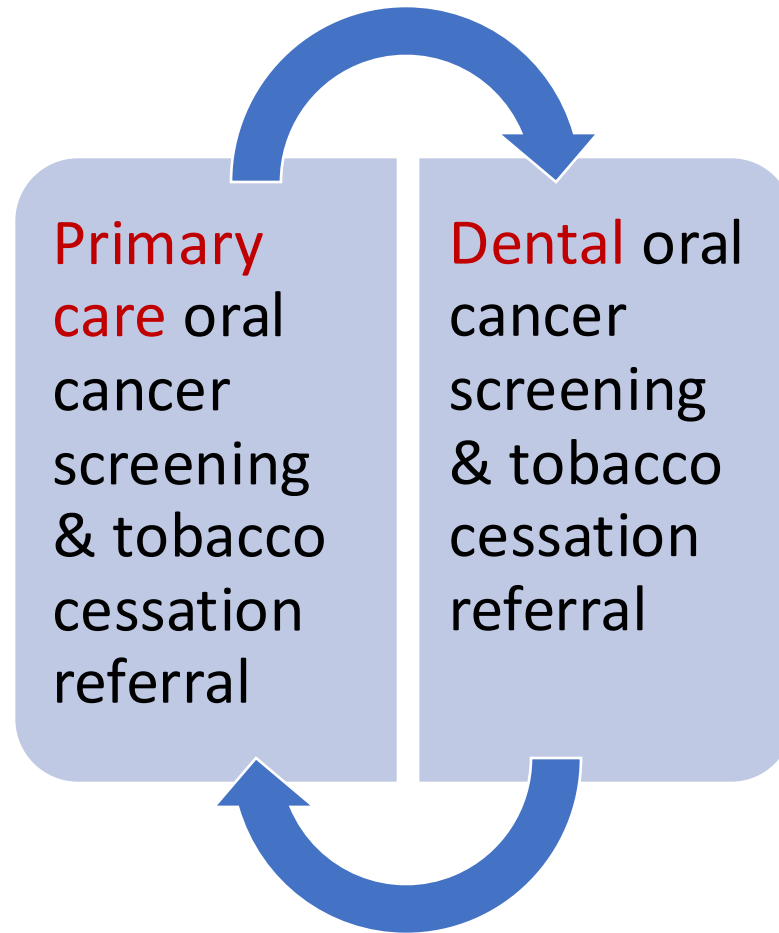 Primary
care oral
cancer
screening
& tobacco
cessation
referral
Dental oral
cancer
screening
& tobacco
cessation
referral